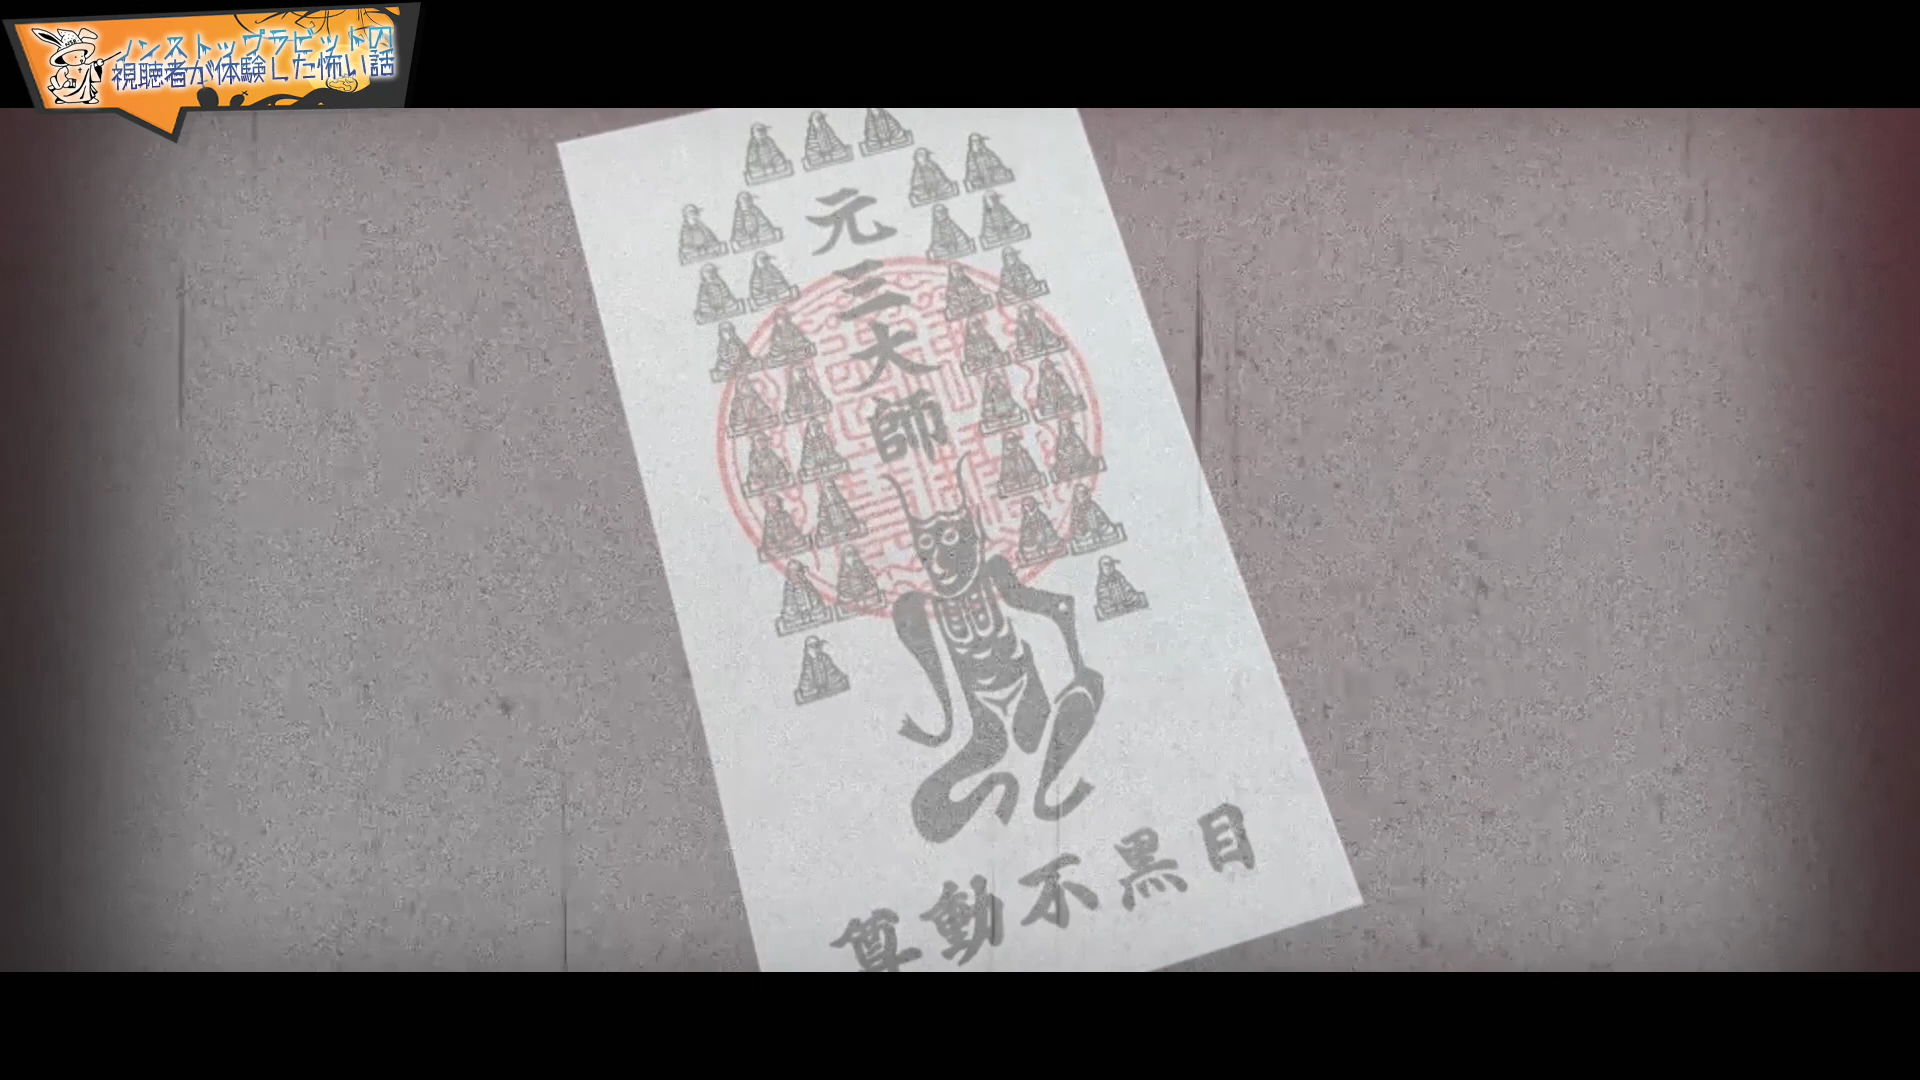 ノンストップラビットの
視聴者が体験した怖い話
元三大師
目黒不動尊